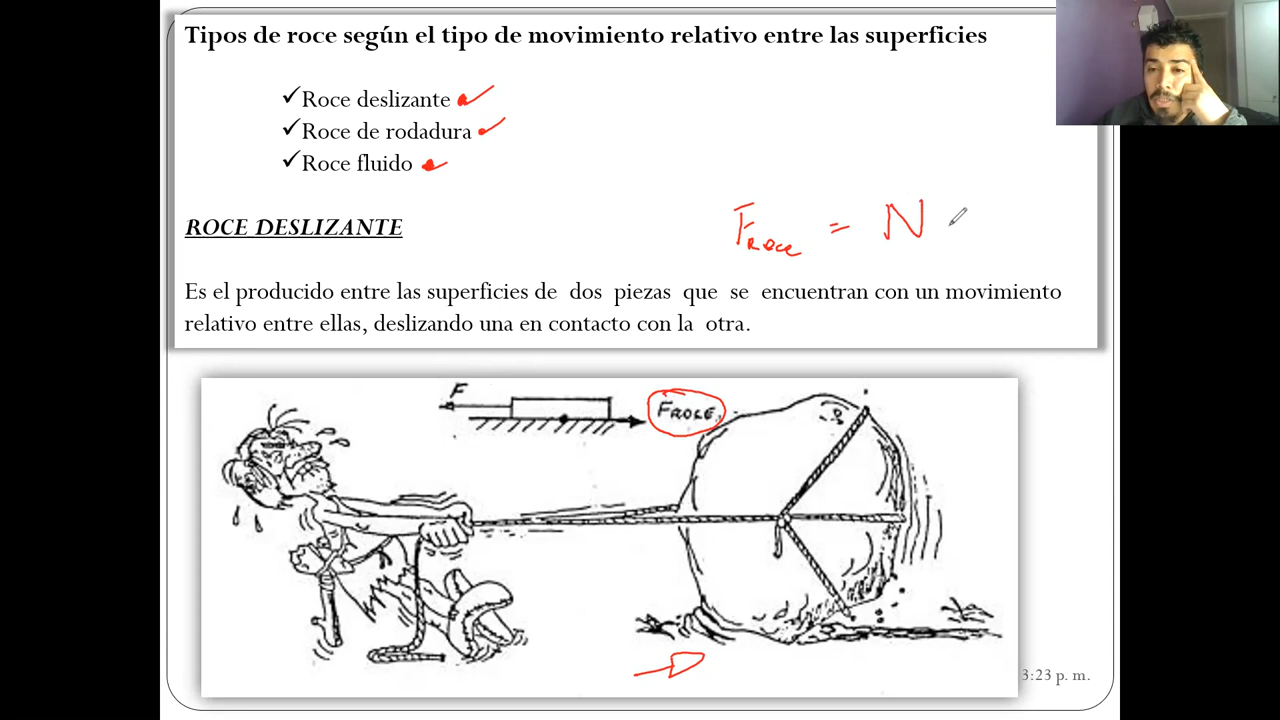 Tipos de roce según el tipo de movimiento relativo entre las superficies
✓Roce deslizante
✓Roce de rodadura
✓Roce fluido
ROCE DESLIZANTE
F ROCE = N
Es el producido entre las superficies de dos piezas que se encuentran con un movimiento
relativo entre ellas, deslizando una en contacto con la otra.
F
FROCE
3:23 p. m.